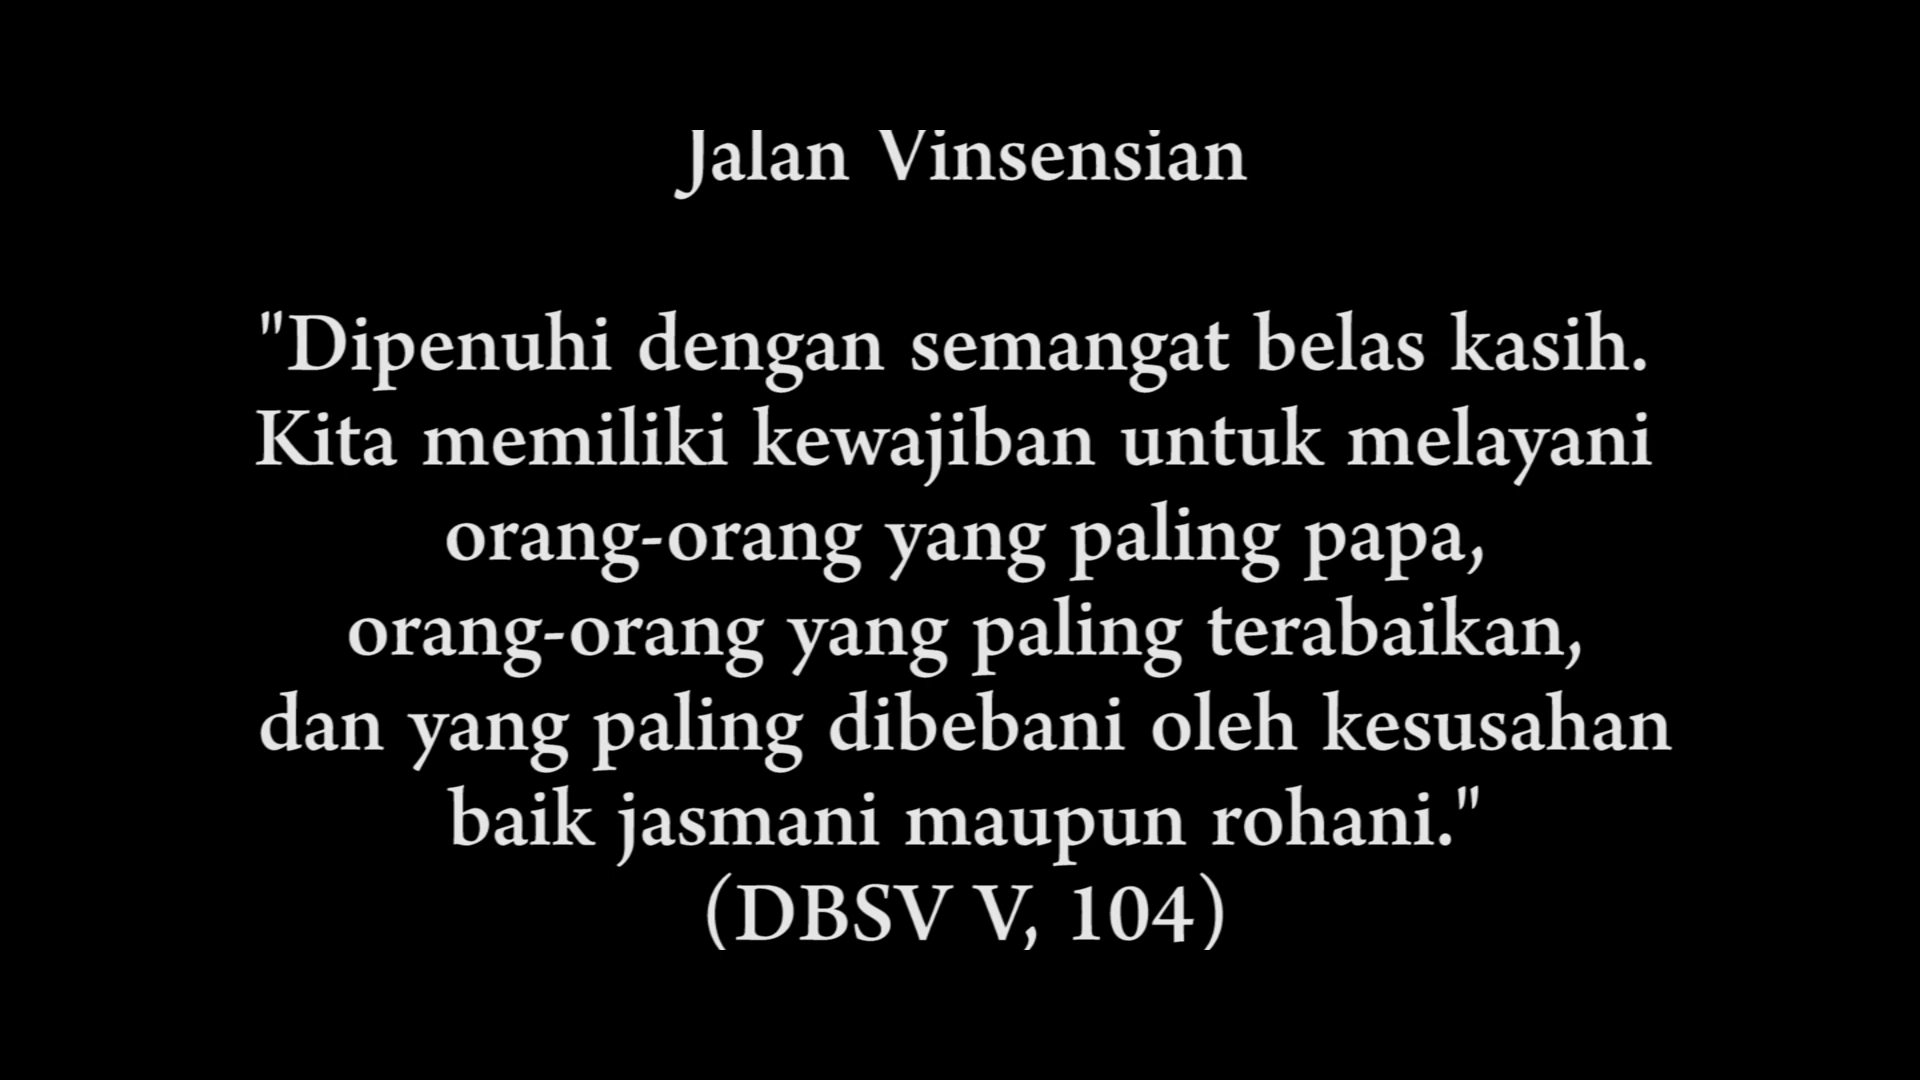 Jalan Vinsensian
"Dipenuhi dengan semangat belas kasih.
Kita memiliki kewajiban untuk melayani
orang-orang yang paling papa,
orang-orang yang paling terabaikan,
dan yang paling dibebani oleh kesusahan
baik jasmani maupun rohani."
(DBSV V, 104)